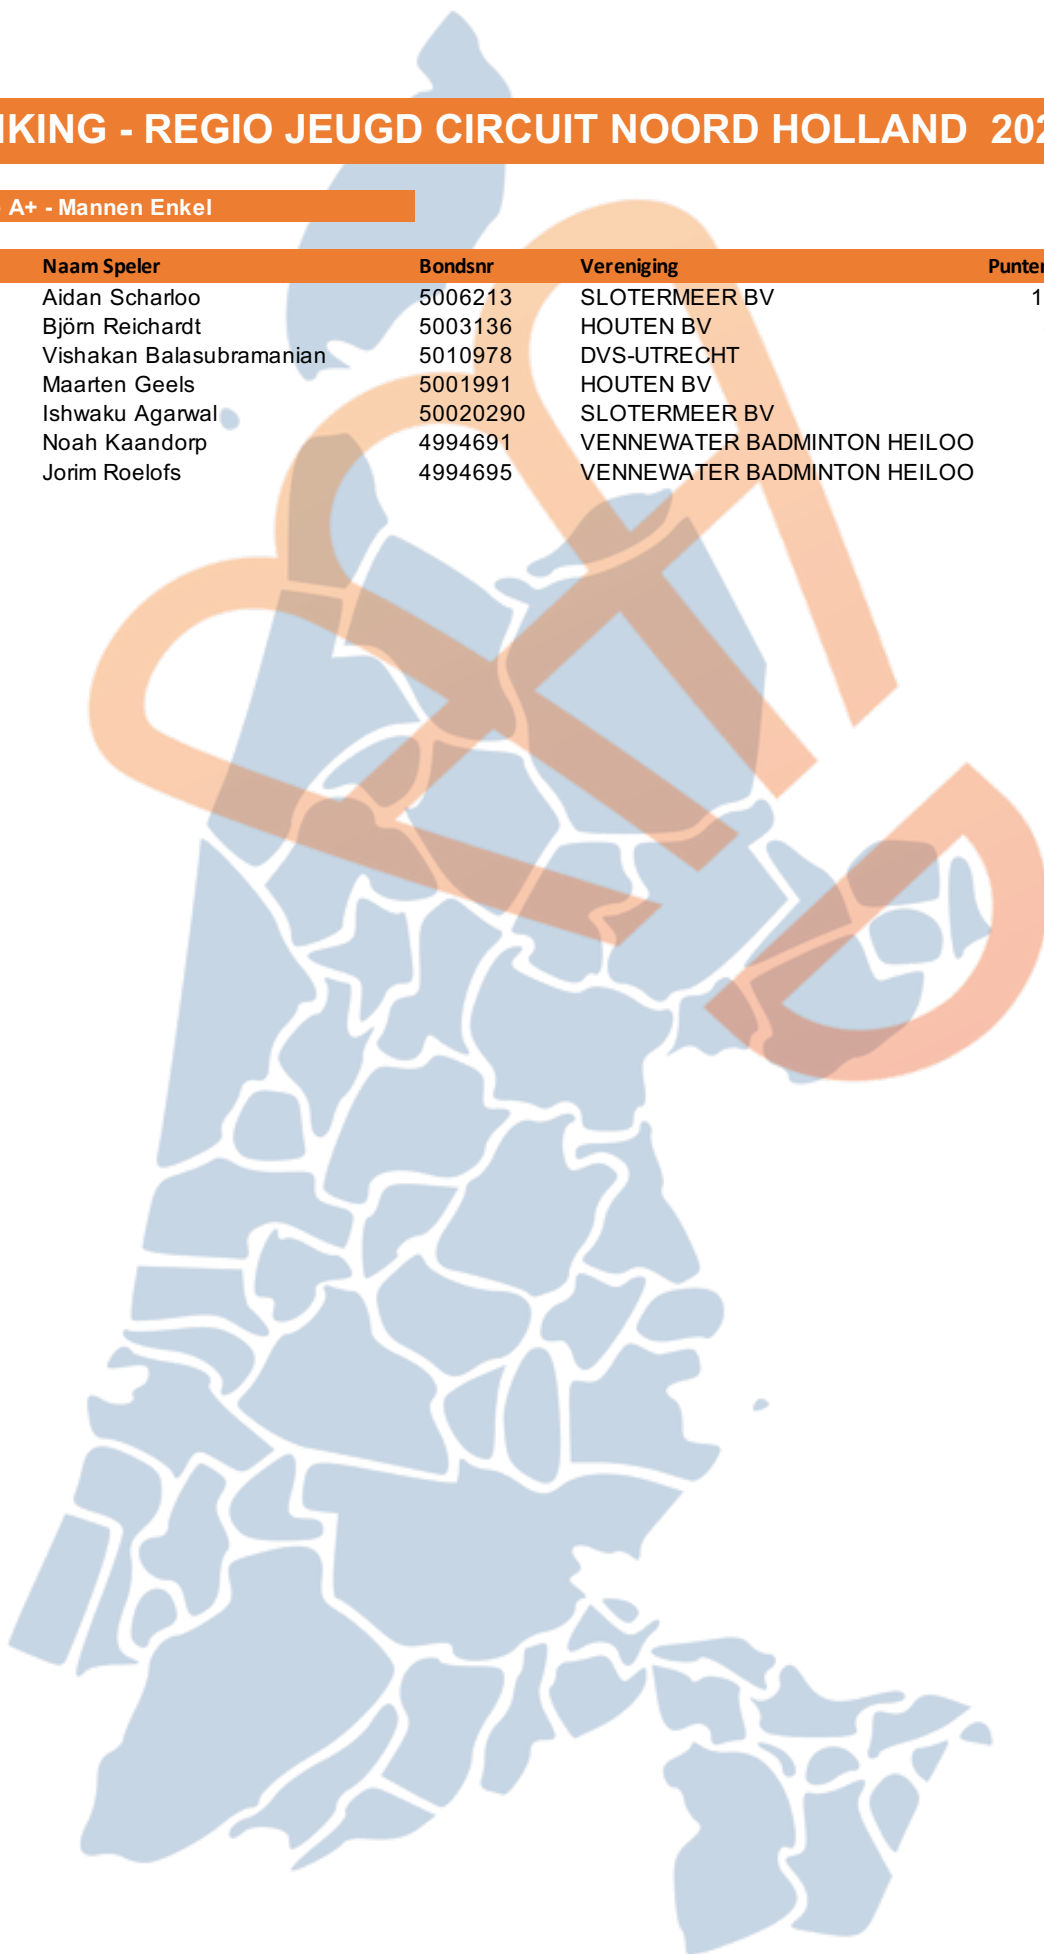 KING - REGIO JEUGD CIRCUIT NOORD HOLLAND 202
A+ - Mannen Enkel
Naam Speler Bondsnr Vereniging Punten
Aidan Scharloo 5006213 SLOTERMEER BV 1
Björn Reichardt 5003136 HOUTEN BV
Vishakan Balasubramanian 5010978 DVS-UTRECHT
Maarten Geels 5001991 HOUTEN BV
Ishwaku Agarwal 50020290 SLOTERMEER BV
Noah Kaandorp 4994691 VENNEWATER BADMINTON HEILOO
Jorim Roelofs 4994695 VENNEWATER BADMINTON HEILOO